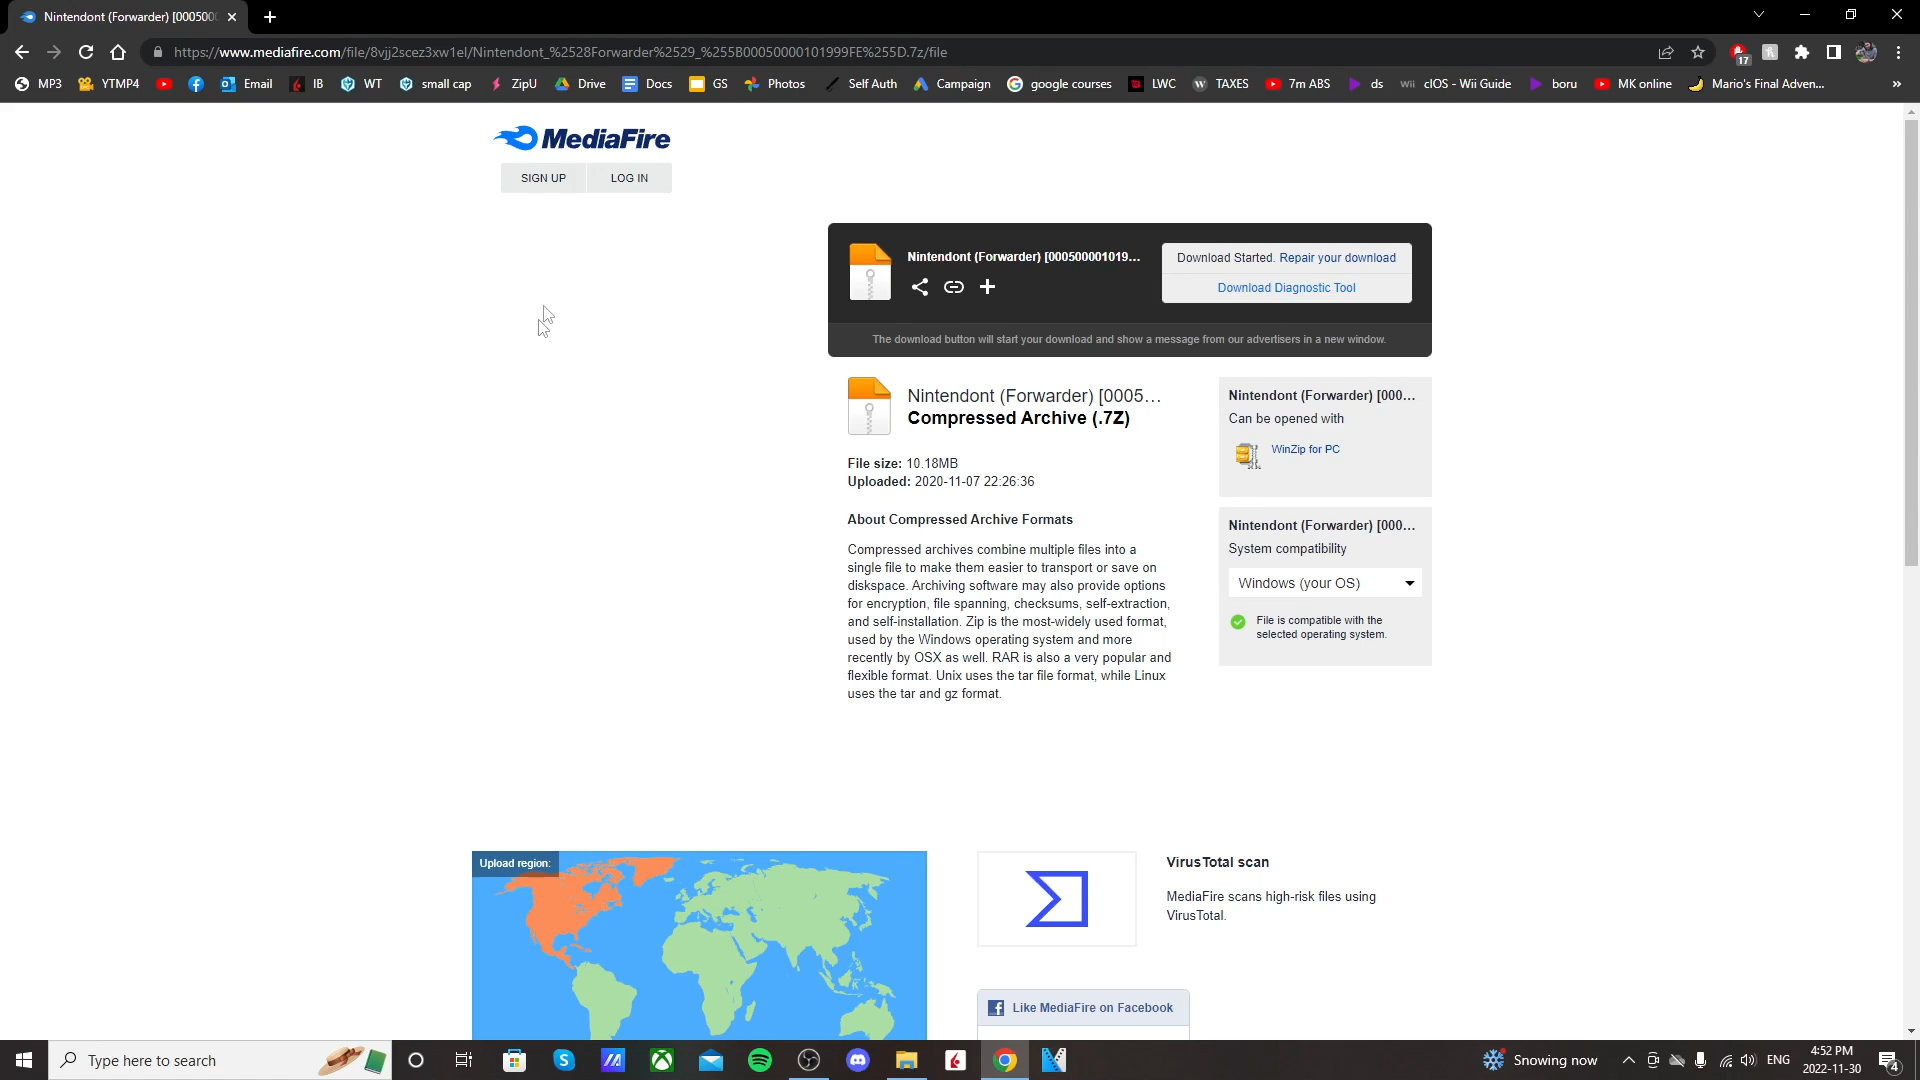 Nintendont (Forwarder) [000500
https://www.mediafire.com/file/8vjj2scez3xw1el/Nintendont_%2528Forwarder%2529_%255B00050000101999FE%255D.7z/file
17
MP3 YTMP4 Email IB WT small cap ZipU Drive Docs GS Photos Self Auth Campaign google courses LWC TAXES 7m ABS ds Wii cIOS - Wii Guide boru MK online Mario's Final Adven... »
MediaFire
SIGN UP LOG IN
Nintendont (Forwarder) [000500001019...
Download Started. Repair your download
Download Diagnostic Tool
The download button will start your download and show a message from our advertisers in a new window.
Nintendont (Forwarder) [0005...
Compressed Archive (.7Z)
File size: 10.18MB
Uploaded: 2020-11-07 22:26:36
About Compressed Archive Formats
Compressed archives combine multiple files into a
single file to make them easier to transport or save on
diskspace. Archiving software may also provide options
for encryption, file spanning, checksums, self-extraction,
and self-installation. Zip is the most-widely used format,
used by the Windows operating system and more
recently by OSX as well. RAR is also a very popular and
flexible format. Unix uses the tar file format, while Linux
uses the tar and gz format.
Nintendont (Forwarder) [000...
Can be opened with
WinZip for PC
Nintendont (Forwarder) [000...
System compatibility
Windows (your OS)
File is compatible with the
selected operating system.
Upload region:
VirusTotal scan
MediaFire scans high-risk files using
VirusTotal.
Like MediaFire on Facebook
Type here to search
Snowing now
ENG
4:52 PM
2022-11-30
4